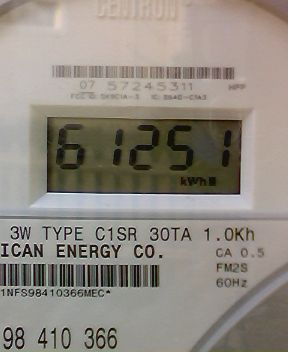 CENTRON
07 57245311
61251
kWh
3W TYPE C1SR 30TA 1.0Kh
ICAN ENERGY CO.
CA 0.5
FM2S
60Hz
1NFS98410366MEC*
98 410 366